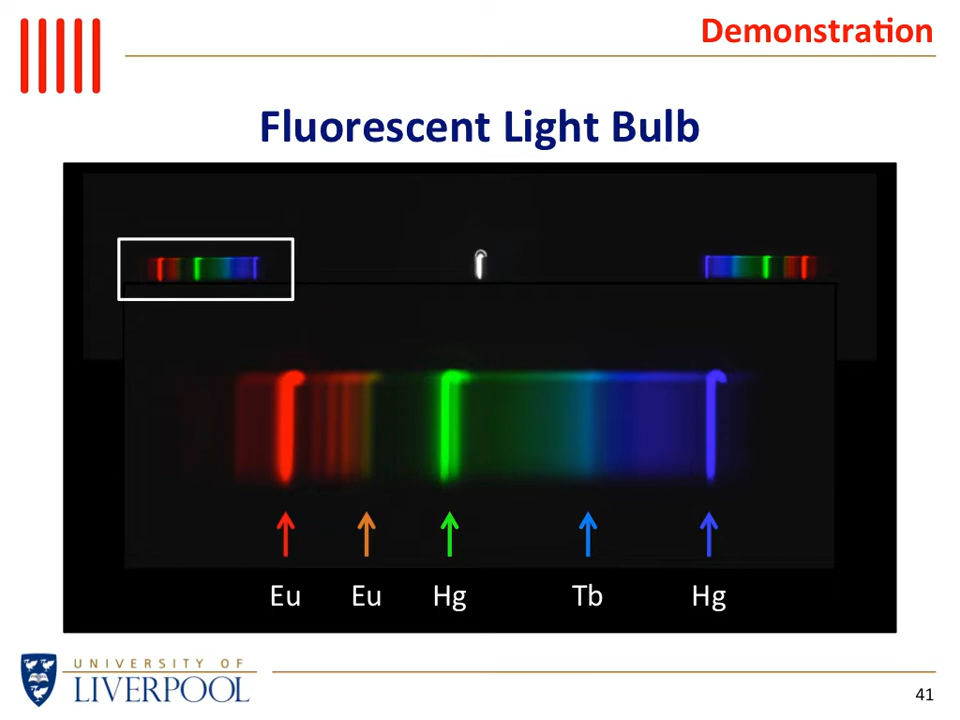 Demonstration
Fluorescent Light Bulb
Eu Eu Hg Tb Hg
UNIVERSITY OF
LIVERPOOL
41